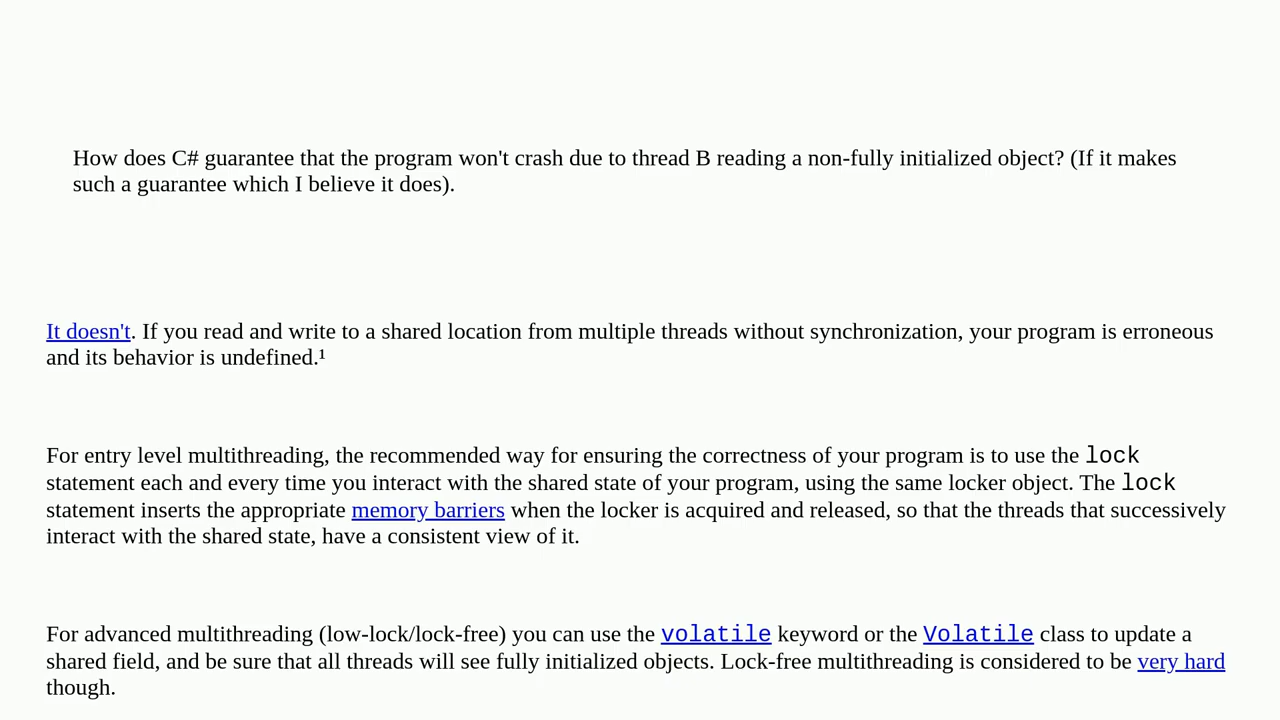 How does C# guarantee that the program won't crash due to thread B reading a non-fully initialized object? (If it makes
such a guarantee which I believe it does).
It doesn't. If you read and write to a shared location from multiple threads without synchronization, your program is erroneous
and its behavior is undefined.¹
For entry level multithreading, the recommended way for ensuring the correctness of your program is to use the lock
statement each and every time you interact with the shared state of your program, using the same locker object. The lock
statement inserts the appropriate memory barriers when the locker is acquired and released, so that the threads that successively
interact with the shared state, have a consistent view of it.
For advanced multithreading (low-lock/lock-free) you can use the volatile keyword or the Volatile class to update a
shared field, and be sure that all threads will see fully initialized objects. Lock-free multithreading is considered to be very hard
though.